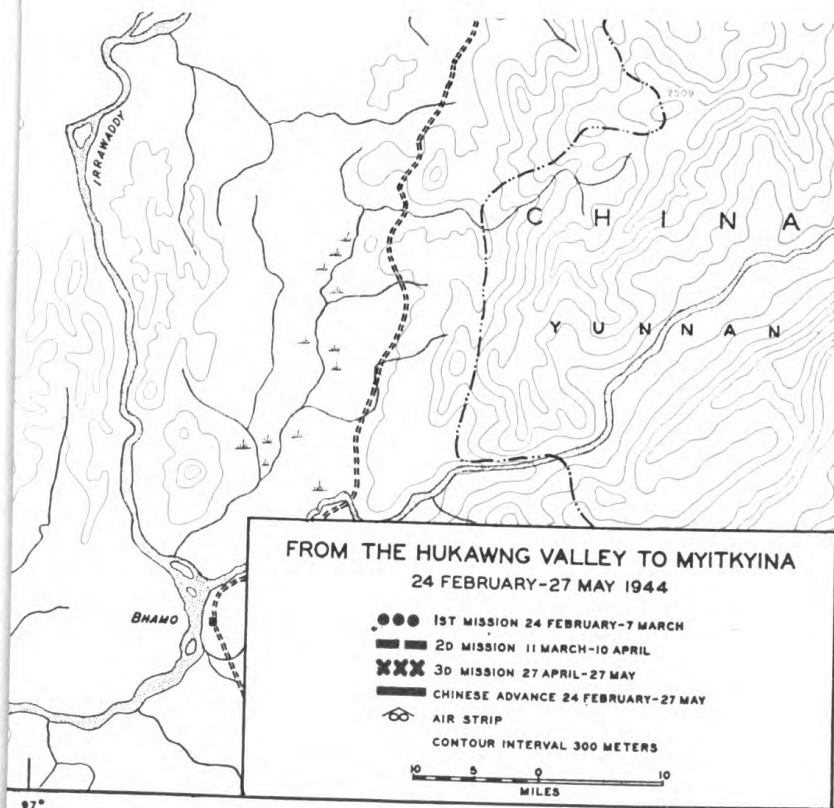 2509
IRRAWADDY
CHINA
YUNNAN
BHAMO
FROM THE HUKAWNG VALLEY TO MYITKYINA
24 FEBRUARY-27 MAY 1944
1ST MISSION 24 FEBRUARY-7 MARCH
2D MISSION 11 MARCH-10 APRIL
3D MISSION 27 APRIL-27 MAY
CHINESE ADVANCE 24 FEBRUARY-27 MAY
AIR STRIP
CONTOUR INTERVAL 300 METERS
10 5 0 10
MILES
97°